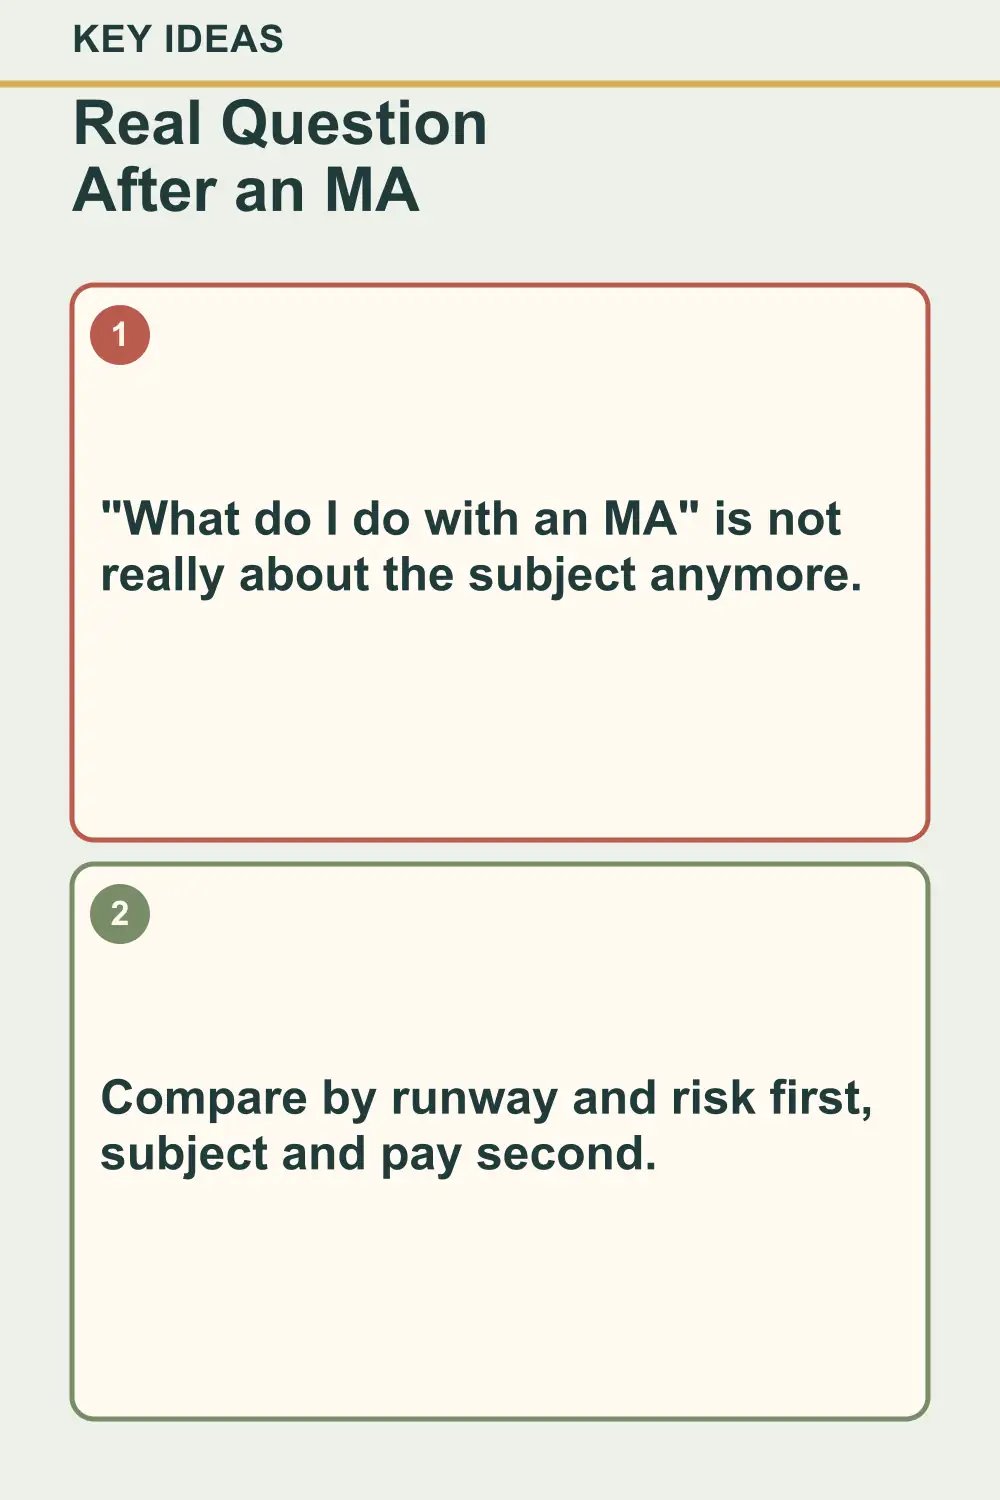 KEY IDEAS
Real Question
After an MA
1
"What do I do with an MA" is not
really about the subject anymore.
2
Compare by runway and risk first,
subject and pay second.